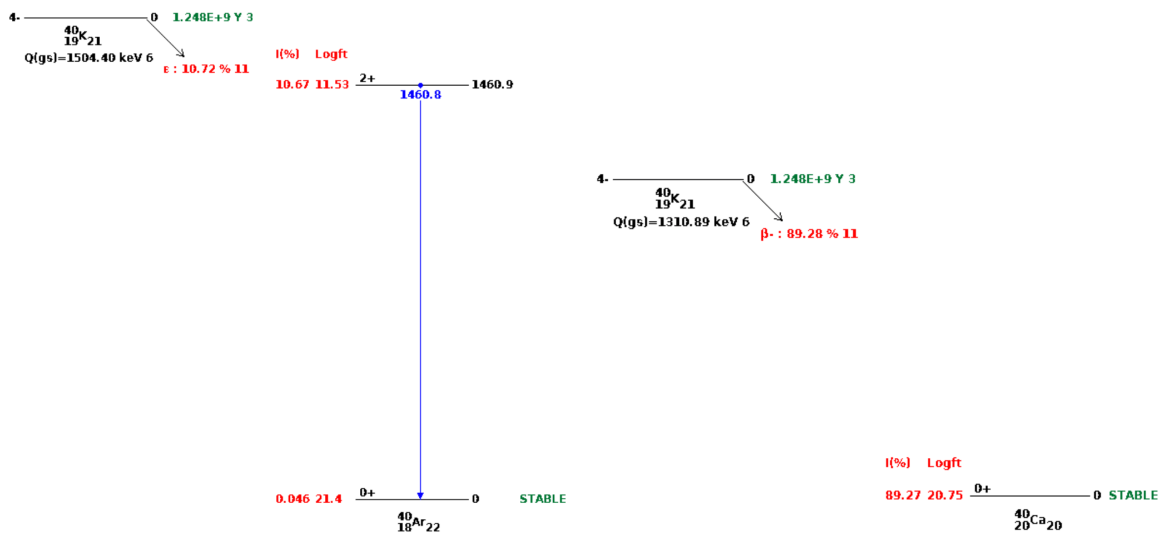 4- 0 1.248E+9 Y 3
40
19K21
Q(gs)=1504.40 keV 6
ε : 10.72 % 11
I(%) Logft
10.67 11.53 2+ 1460.9
1460.8
4- 0 1.248E+9 Y 3
40
19K21
Q(gs)=1310.89 keV 6
β- : 89.28 % 11
I(%) Logft
89.27 20.75 0+ 0 STABLE
0.046 21.4 0+ 0 STABLE
40
18Ar22
40
20Ca20